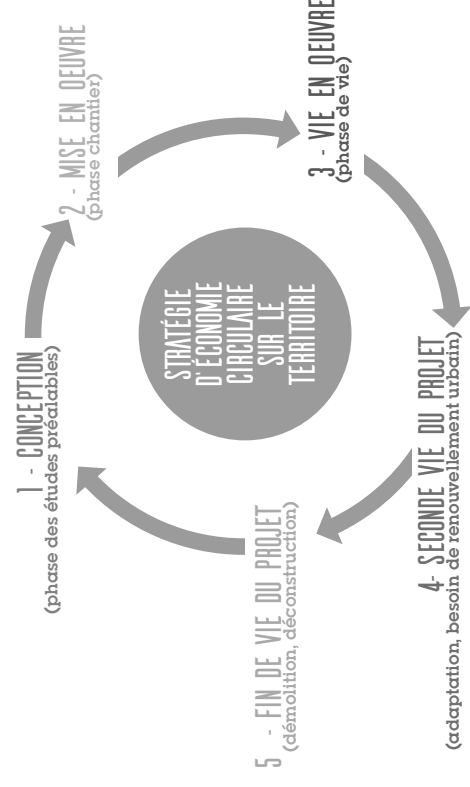 1 - CONCEPTION
(phase des études préalables)
2 - MISE EN OEUVRE
(phase chantier)
3 - VIE EN OEUVRE
(phase de vie)
4- SECONDE VIE DU PROJET
(adaptation, besoin de renouvellement urbain)
5 - FIN DE VIE DU PROJET
(démolition, déconstruction)
STRATÉGIE
D'ÉCONOMIE
CIRCULAIRE
SUR LE
TERRITOIRE